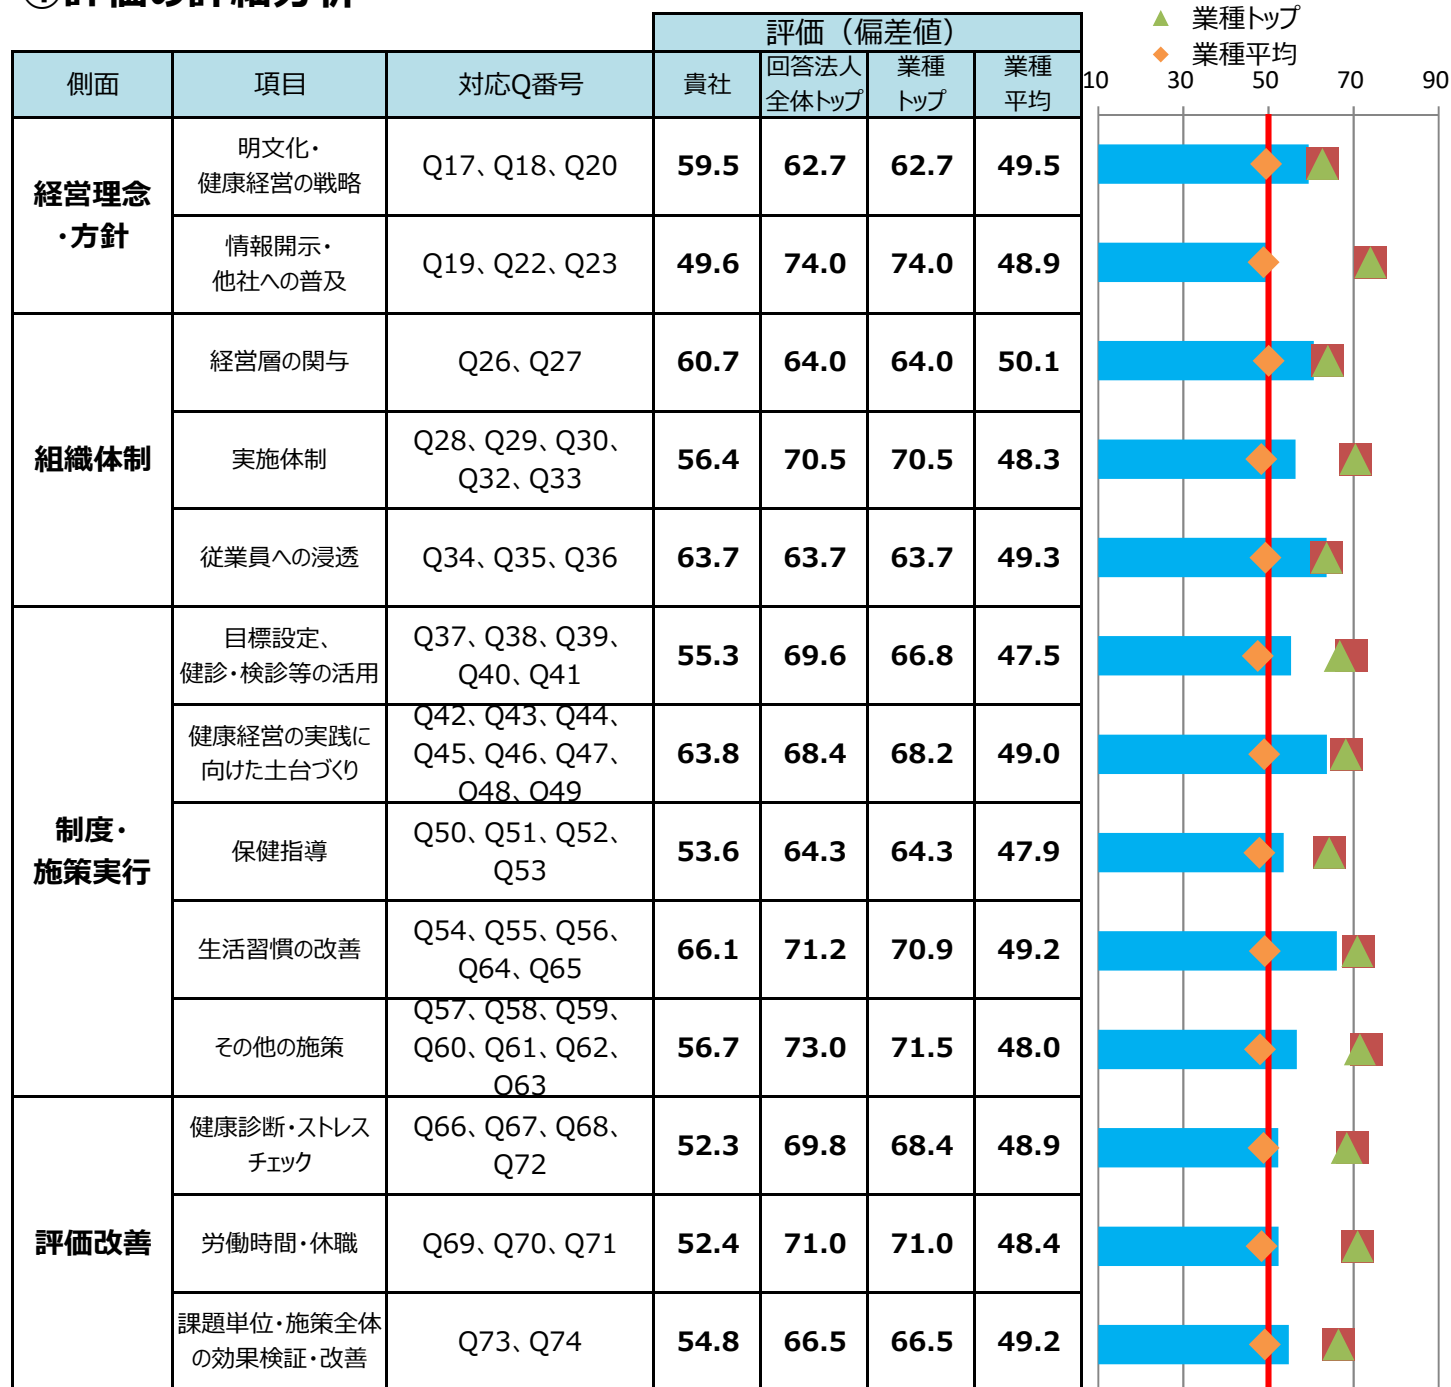 ①評価の詳細分析
業種トップ
業種平均
評価（偏差値）
側面 項目 対応Q番号 貴社 回答法人全体トップ 業種トップ 業種平均
10 30 50 70 90
経営理念・方針
明文化・健康経営の戦略 Q17、Q18、Q20 59.5 62.7 62.7 49.5
情報開示・他社への普及 Q19、Q22、Q23 49.6 74.0 74.0 48.9
組織体制
経営層の関与 Q26、Q27 60.7 64.0 64.0 50.1
実施体制 Q28、Q29、Q30、Q32、Q33 56.4 70.5 70.5 48.3
従業員への浸透 Q34、Q35、Q36 63.7 63.7 63.7 49.3
制度・施策実行
目標設定、健診・検診等の活用 Q37、Q38、Q39、Q40、Q41 55.3 69.6 66.8 47.5
健康経営の実践に向けた土台づくり Q42、Q43、Q44、Q45、Q46、Q47、Q48、Q49 63.8 68.4 68.2 49.0
保健指導 Q50、Q51、Q52、Q53 53.6 64.3 64.3 47.9
生活習慣の改善 Q54、Q55、Q56、Q64、Q65 66.1 71.2 70.9 49.2
その他の施策 Q57、Q58、Q59、Q60、Q61、Q62、Q63 56.7 73.0 71.5 48.0
評価改善
健康診断・ストレスチェック Q66、Q67、Q68、Q72 52.3 69.8 68.4 48.9
労働時間・休職 Q69、Q70、Q71 52.4 71.0 71.0 48.4
課題単位・施策全体の効果検証・改善 Q73、Q74 54.8 66.5 66.5 49.2